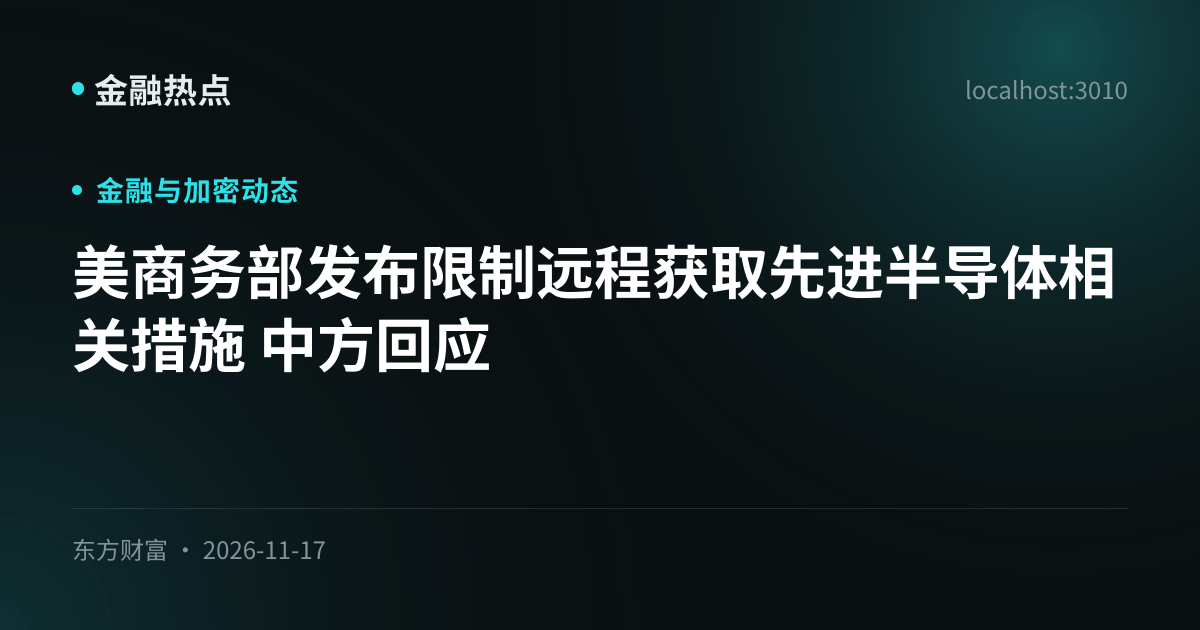 金融热点
localhost:3010
金融与加密动态
美商务部发布限制远程获取先进半导体相
关措施 中方回应
东方财富 • 2026-11-17